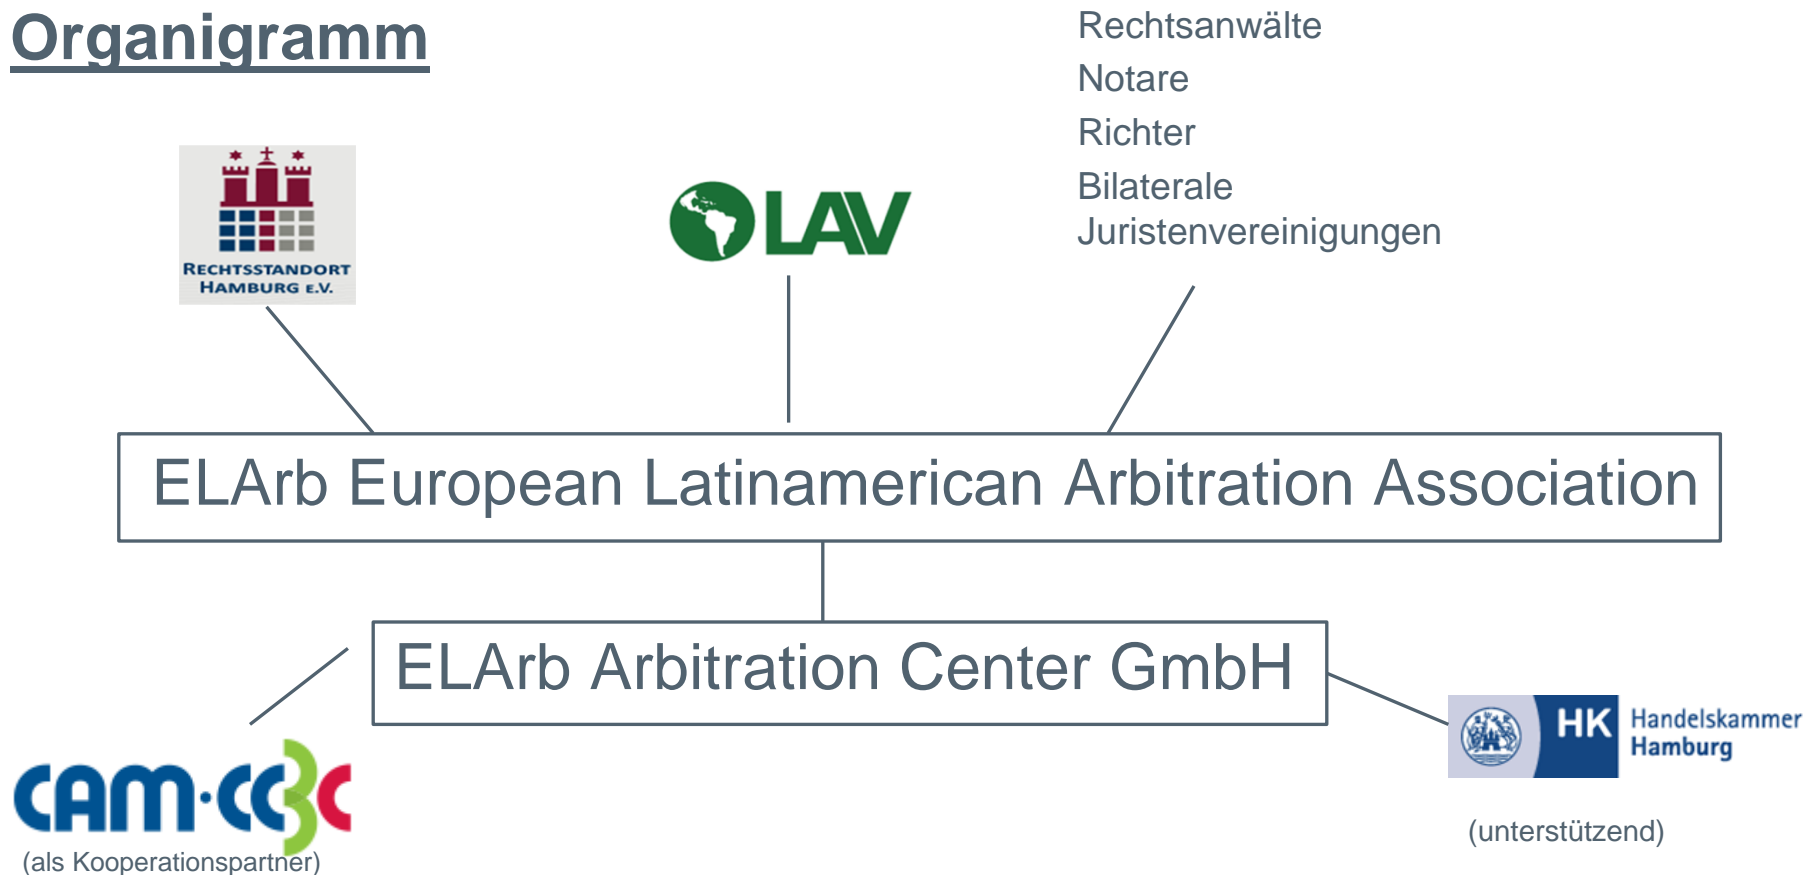 Organigramm
Rechtsanwälte
Notare
Richter
Bilaterale
Juristenvereinigungen
RECHTSSTANDORT
HAMBURG E.V.
LAV
ELArb European Latinamerican Arbitration Association
ELArb Arbitration Center GmbH
CAM·CCBC
(als Kooperationspartner)
HK Handelskammer
Hamburg
(unterstützend)